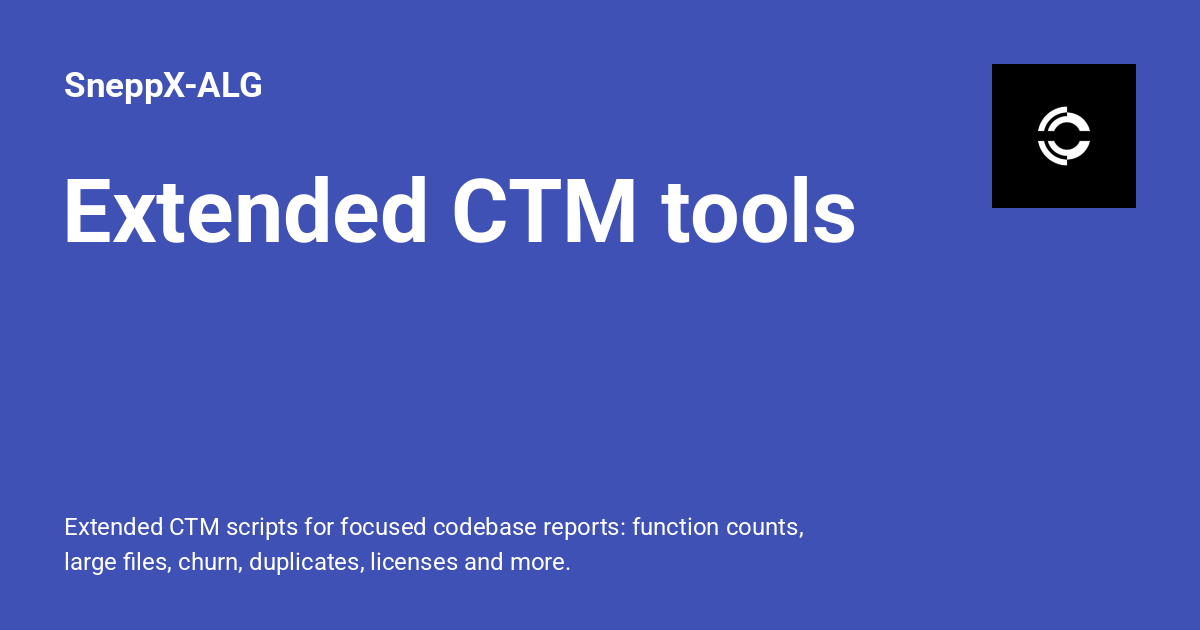 SneppX-ALG
Extended CTM tools
Extended CTM scripts for focused codebase reports: function counts,
large files, churn, duplicates, licenses and more.